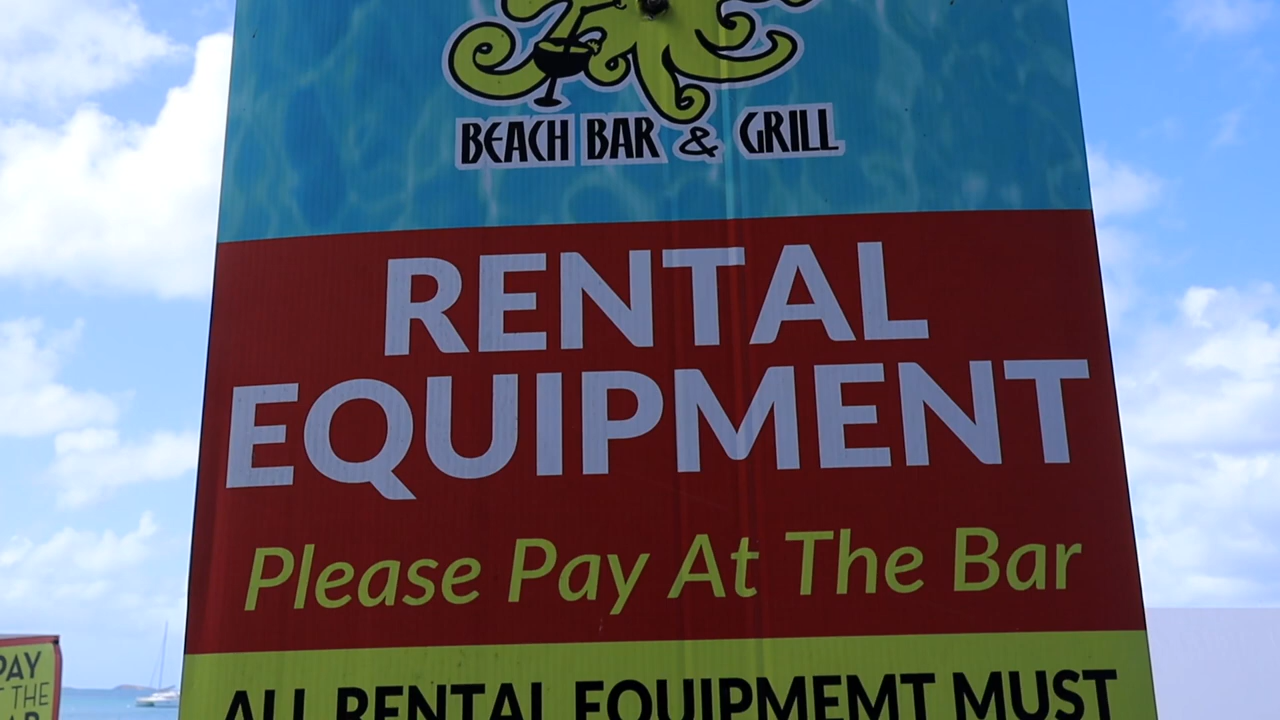 BEACH BAR & GRILL
RENTAL
EQUIPMENT
Please Pay At The Bar
ALL RENTAL EQUIPMEMT MUST
PAY
THE